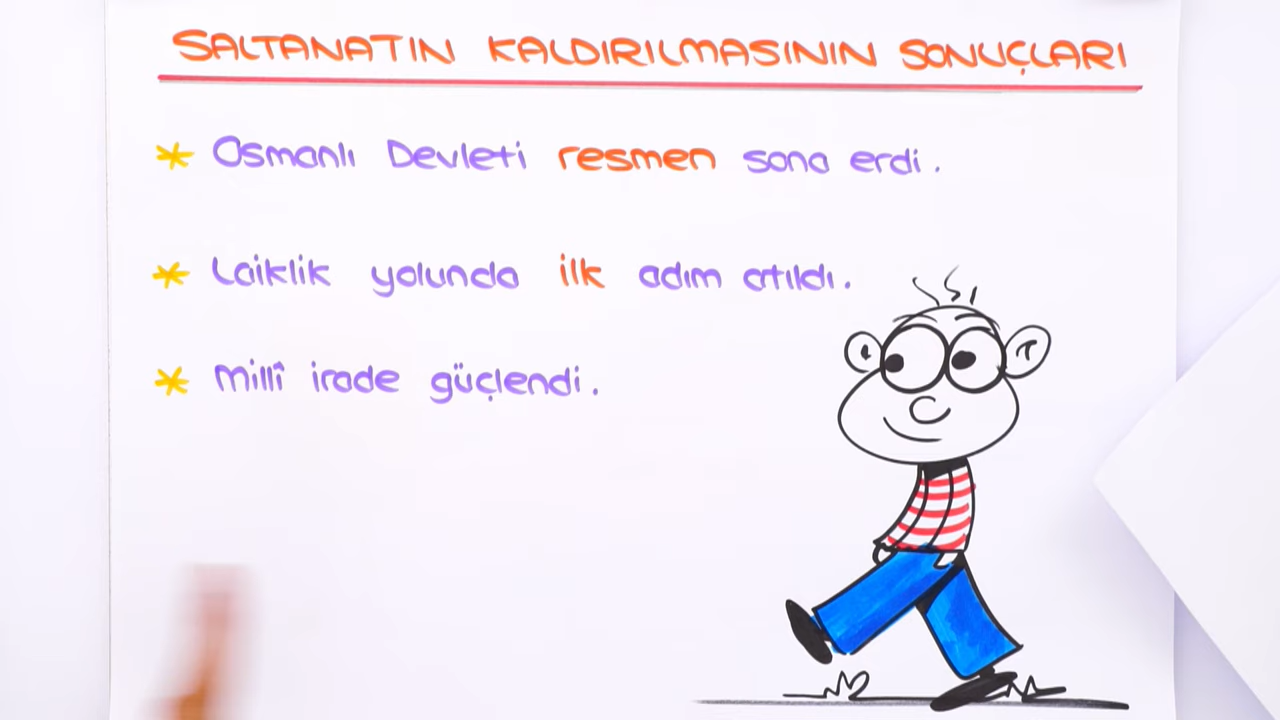 SALTANATIN KALDIRILMASININ SONUÇLARI
* Osmanlı Devleti resmen sona erdi.
* Laiklik yolunda ilk adım atıldı.
* Millî irade güçlendi.